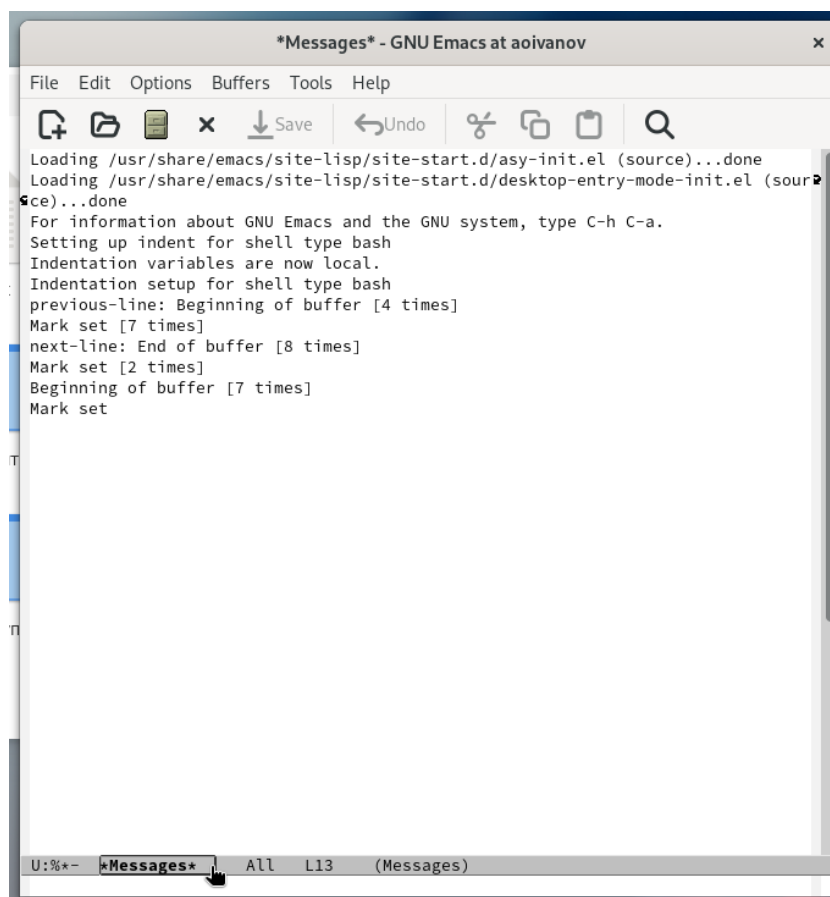 *Messages* - GNU Emacs at aoivanov
File Edit Options Buffers Tools Help
Save Undo
Loading /usr/share/emacs/site-lisp/site-start.d/asy-init.el (source)...done
Loading /usr/share/emacs/site-lisp/site-start.d/desktop-entry-mode-init.el (sour
ce)...done
For information about GNU Emacs and the GNU system, type C-h C-a.
Setting up indent for shell type bash
Indentation variables are now local.
Indentation setup for shell type bash
previous-line: Beginning of buffer [4 times]
Mark set [7 times]
next-line: End of buffer [8 times]
Mark set [2 times]
Beginning of buffer [7 times]
Mark set
U:%*- *Messages* All L13 (Messages)